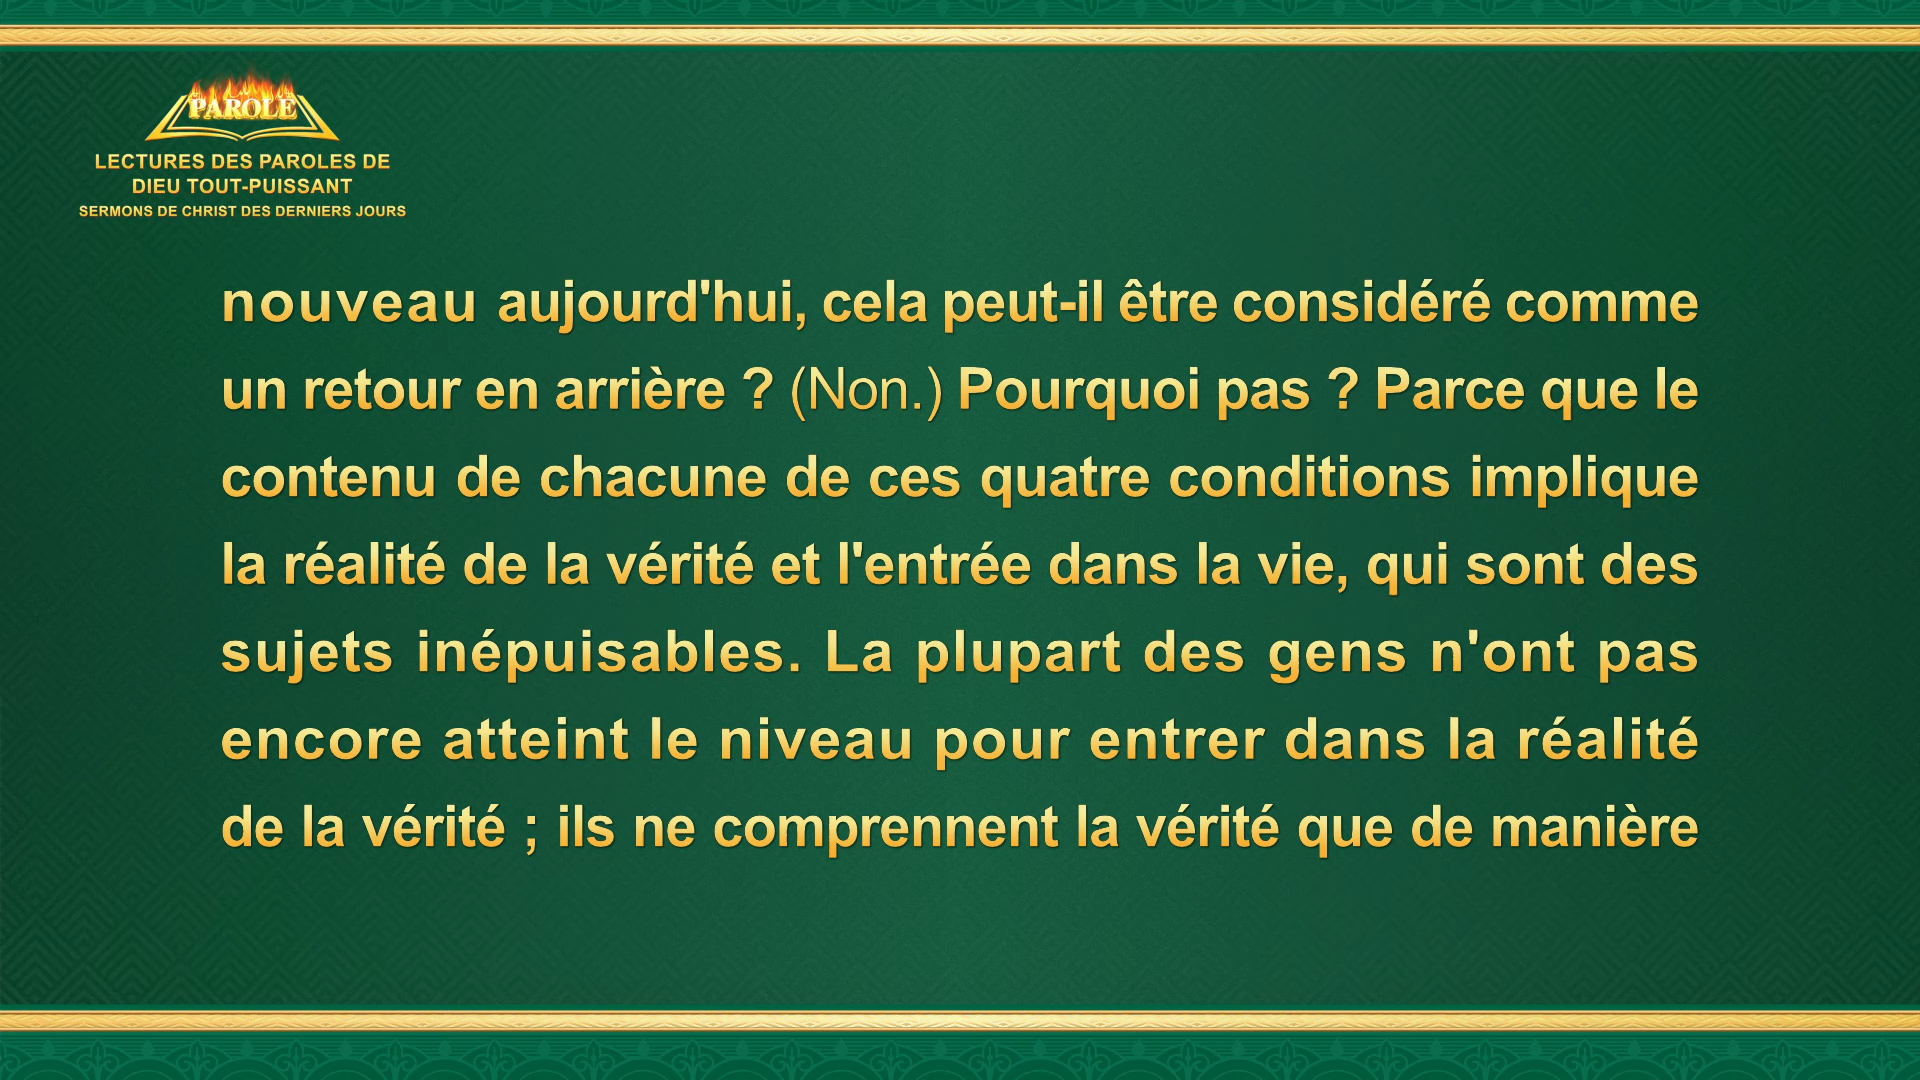 PAROLE
LECTURES DES PAROLES DE
DIEU TOUT-PUISSANT
SERMONS DE CHRIST DES DERNIERS JOURS
nouveau aujourd'hui, cela peut-il être considéré comme
un retour en arrière ? (Non.) Pourquoi pas ? Parce que le
contenu de chacune de ces quatre conditions implique
la réalité de la vérité et l'entrée dans la vie, qui sont des
sujets inépuisables. La plupart des gens n'ont pas
encore atteint le niveau pour entrer dans la réalité
de la vérité ; ils ne comprennent la vérité que de manière